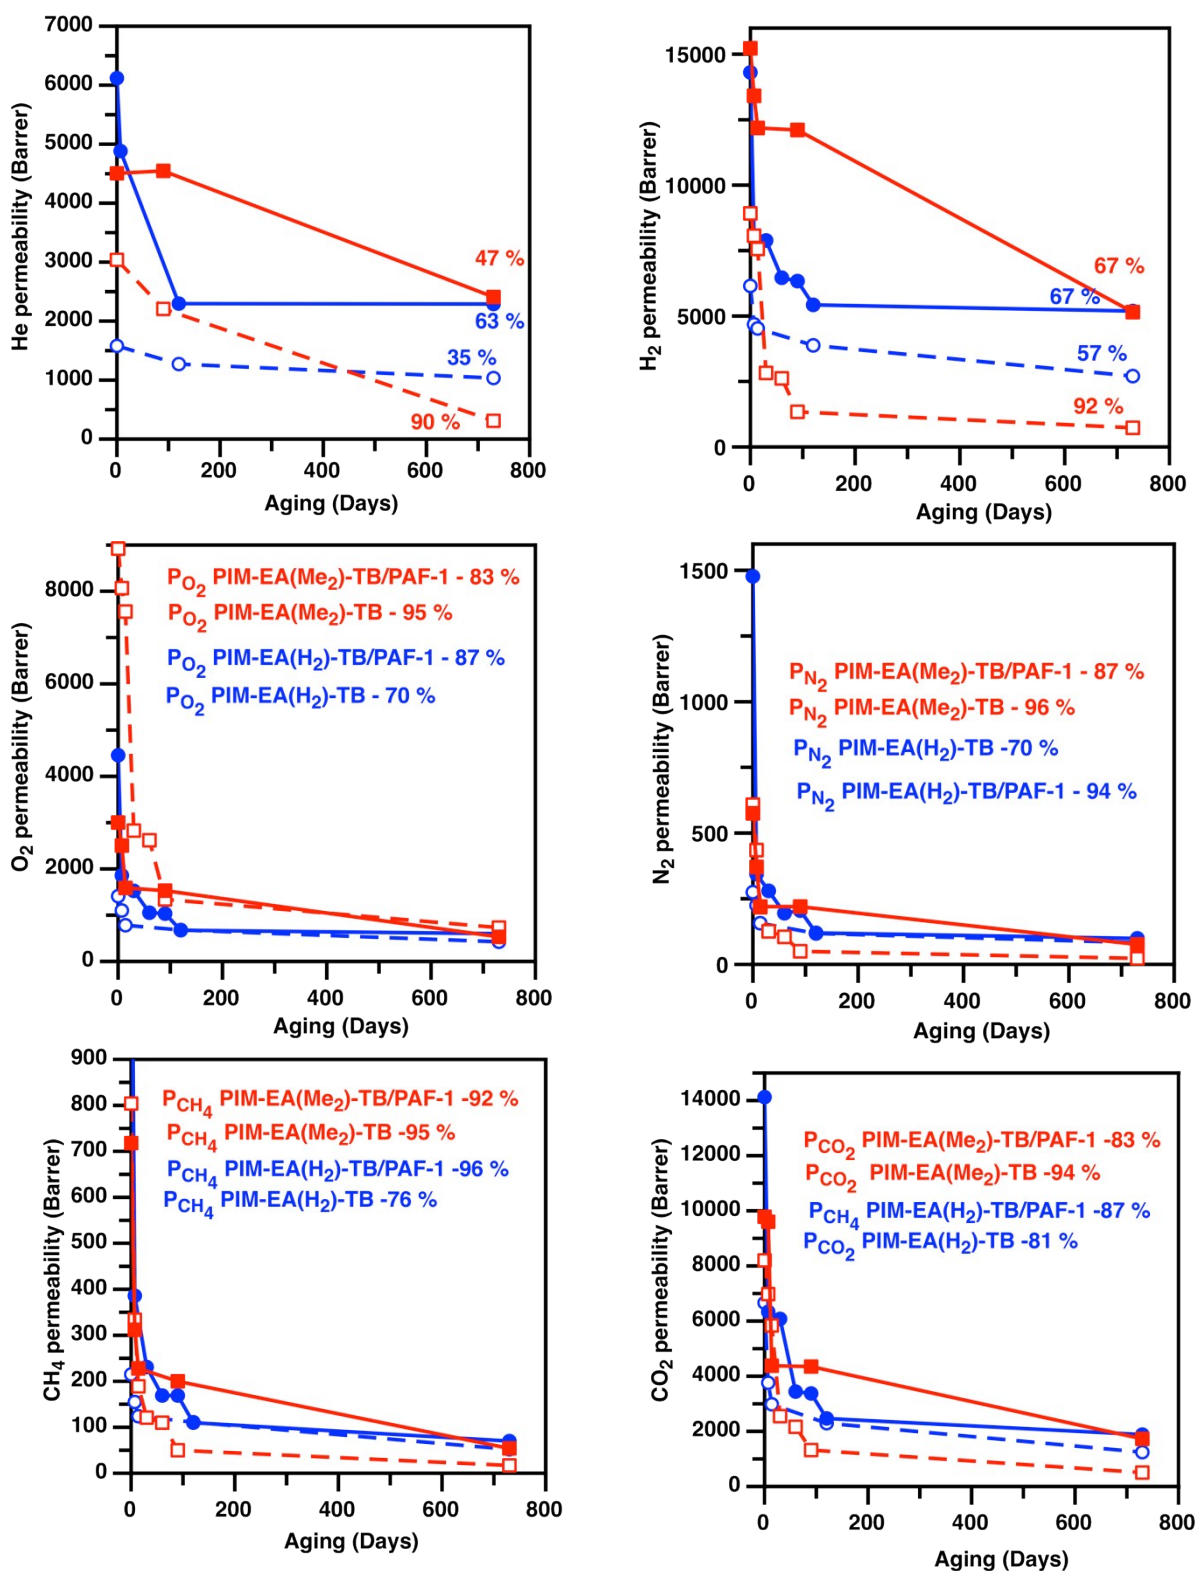 7000
6000
5000
4000
3000
2000
1000
0
He permeability (Barrer)
47 %
63 %
35 %
90 %
0 200 400 600 800
Aging (Days)
15000
10000
5000
0
H2 permeability (Barrer)
67 %
67 %
57 %
92 %
0 200 400 600 800
Aging (Days)
8000
6000
4000
2000
0
O2 permeability (Barrer)
PO2 PIM-EA(Me2)-TB/PAF-1 - 83 %
PO2 PIM-EA(Me2)-TB - 95 %
PO2 PIM-EA(H2)-TB/PAF-1 - 87 %
PO2 PIM-EA(H2)-TB - 70 %
0 200 400 600 800
Aging (Days)
1500
1000
500
0
N2 permeability (Barrer)
PN2 PIM-EA(Me2)-TB/PAF-1 - 87 %
PN2 PIM-EA(Me2)-TB - 96 %
PN2 PIM-EA(H2)-TB -70 %
PN2 PIM-EA(H2)-TB/PAF-1 - 94 %
0 200 400 600 800
Aging (Days)
900
800
700
600
500
400
300
200
100
0
CH4 permeability (Barrer)
PCH4 PIM-EA(Me2)-TB/PAF-1 -92 %
PCH4 PIM-EA(Me2)-TB -95 %
PCH4 PIM-EA(H2)-TB/PAF-1 -96 %
PCH4 PIM-EA(H2)-TB -76 %
0 200 400 600 800
Aging (Days)
14000
12000
10000
8000
6000
4000
2000
0
CO2 permeability (Barrer)
PCO2 PIM-EA(Me2)-TB/PAF-1 -83 %
PCO2 PIM-EA(Me2)-TB -94 %
PCH4 PIM-EA(H2)-TB/PAF-1 -87 %
PCO2 PIM-EA(H2)-TB -81 %
0 200 400 600 800
Aging (Days)